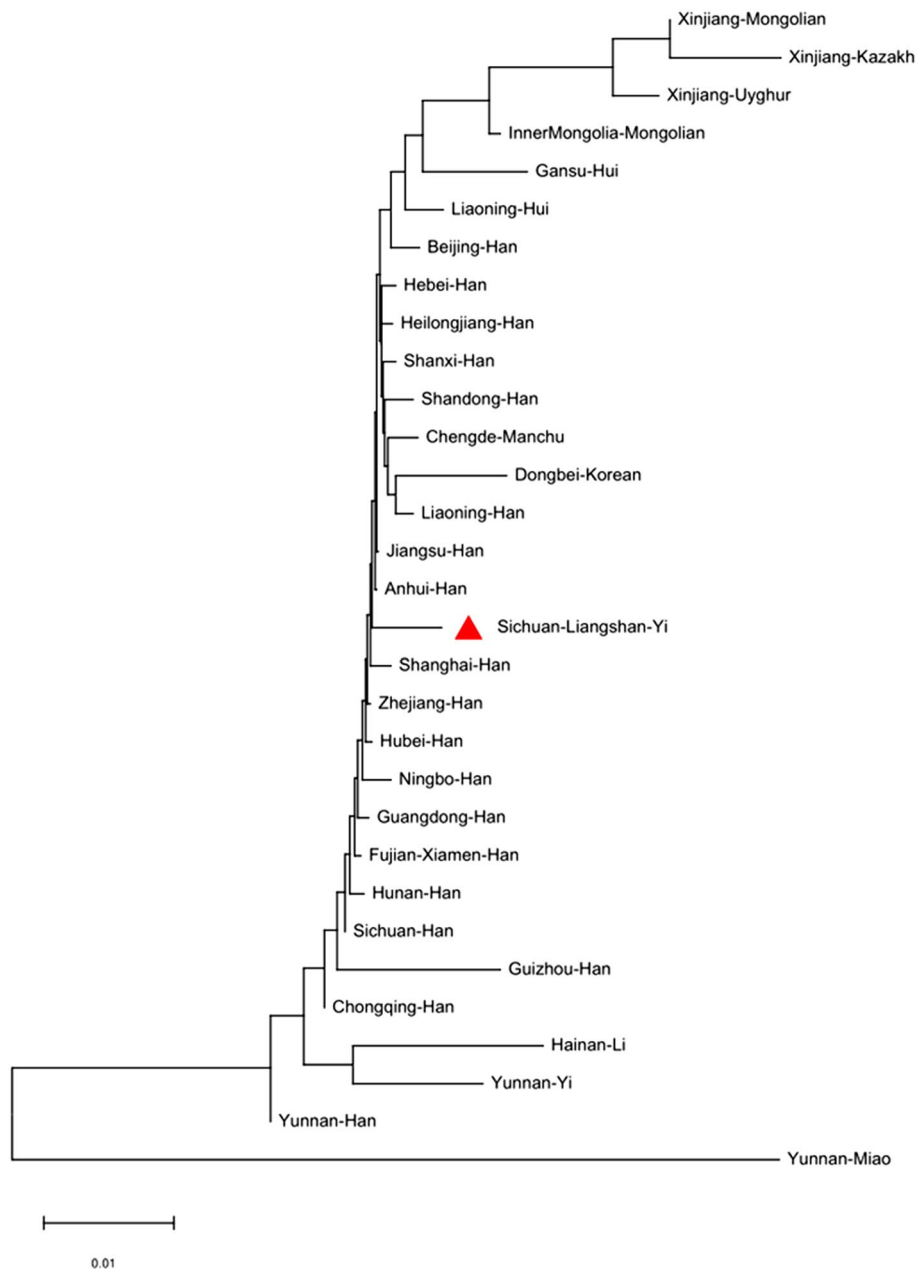 Xinjiang-Mongolian
Xinjiang-Kazakh
Xinjiang-Uyghur
InnerMongolia-Mongolian
Gansu-Hui
Liaoning-Hui
Beijing-Han
Hebei-Han
Heilongjiang-Han
Shanxi-Han
Shandong-Han
Chengde-Manchu
Dongbei-Korean
Liaoning-Han
Jiangsu-Han
Anhui-Han
Sichuan-Liangshan-Yi
Shanghai-Han
Zhejiang-Han
Hubei-Han
Ningbo-Han
Guangdong-Han
Fujian-Xiamen-Han
Hunan-Han
Sichuan-Han
Guizhou-Han
Chongqing-Han
Hainan-Li
Yunnan-Yi
Yunnan-Han
Yunnan-Miao
0.01